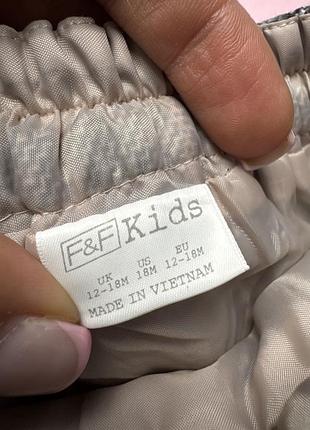 F&F Kids
UK US EU
12-18M 18M 12-18M
MADE IN VIETNAM